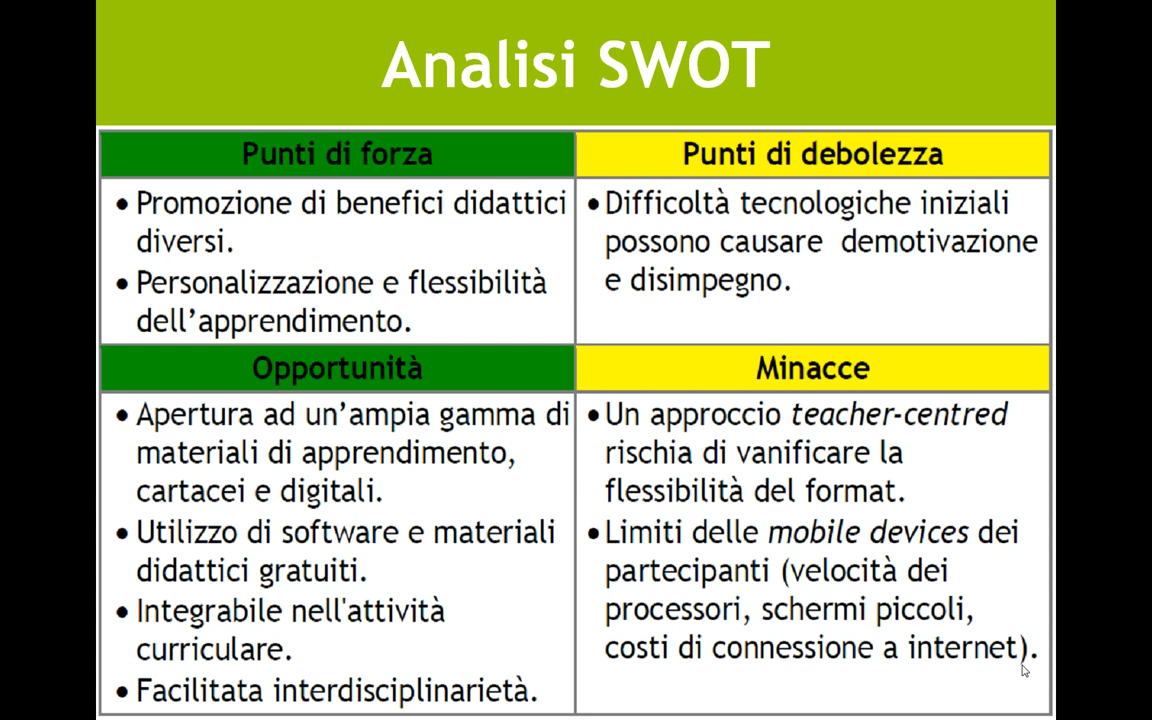 Analisi SWOT
Punti di forza
Punti di debolezza
• Promozione di benefici didattici
diversi.
• Personalizzazione e flessibilità
dell’apprendimento.
• Difficoltà tecnologiche iniziali
possono causare  demotivazione
e disimpegno.
Opportunità
Minacce
• Apertura ad un’ampia gamma di
materiali di apprendimento,
cartacei e digitali.
• Utilizzo di software e materiali
didattici gratuiti.
• Integrabile nell'attività
curriculare.
• Facilitata interdisciplinarietà.
• Un approccio teacher-centred
rischia di vanificare la
flessibilità del format.
• Limiti delle mobile devices dei
partecipanti (velocità dei
processori, schermi piccoli,
costi di connessione a internet).